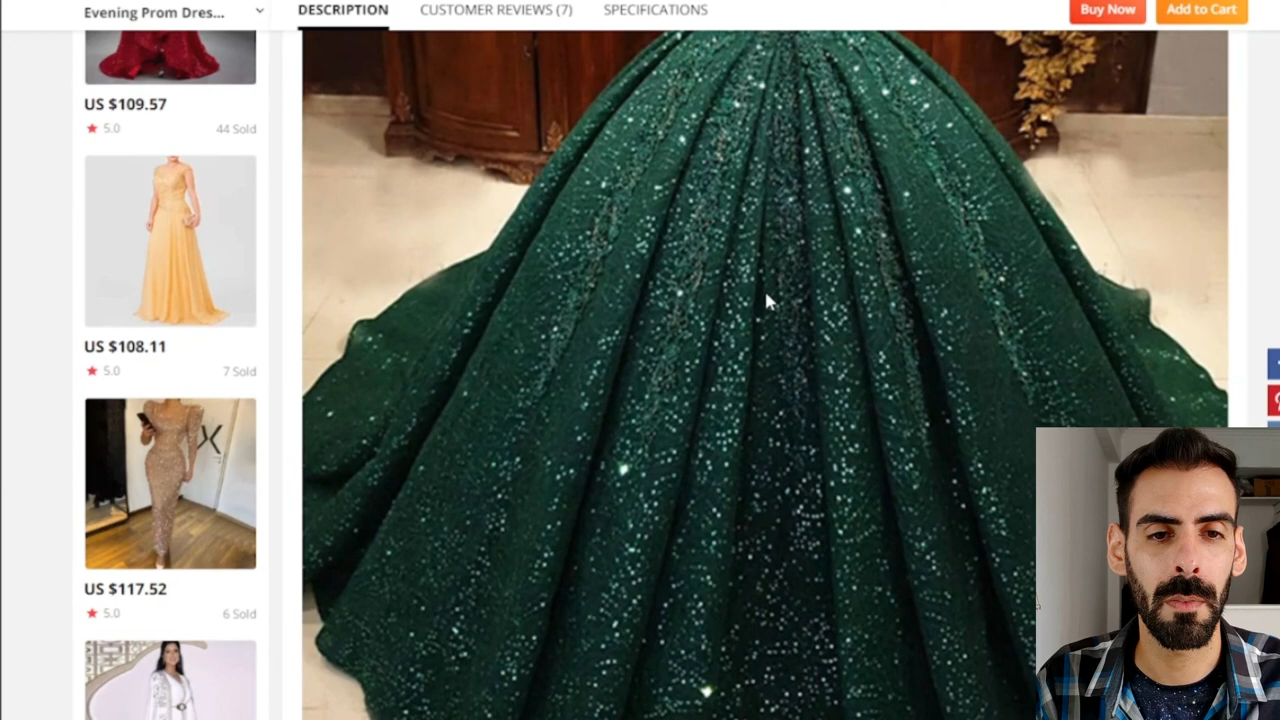 Evening Prom Dres...
DESCRIPTION
CUSTOMER REVIEWS (7)
SPECIFICATIONS
Buy Now
Add to Cart
US $109.57
5.0
44 Sold
US $108.11
5.0
7 Sold
US $117.52
5.0
6 Sold